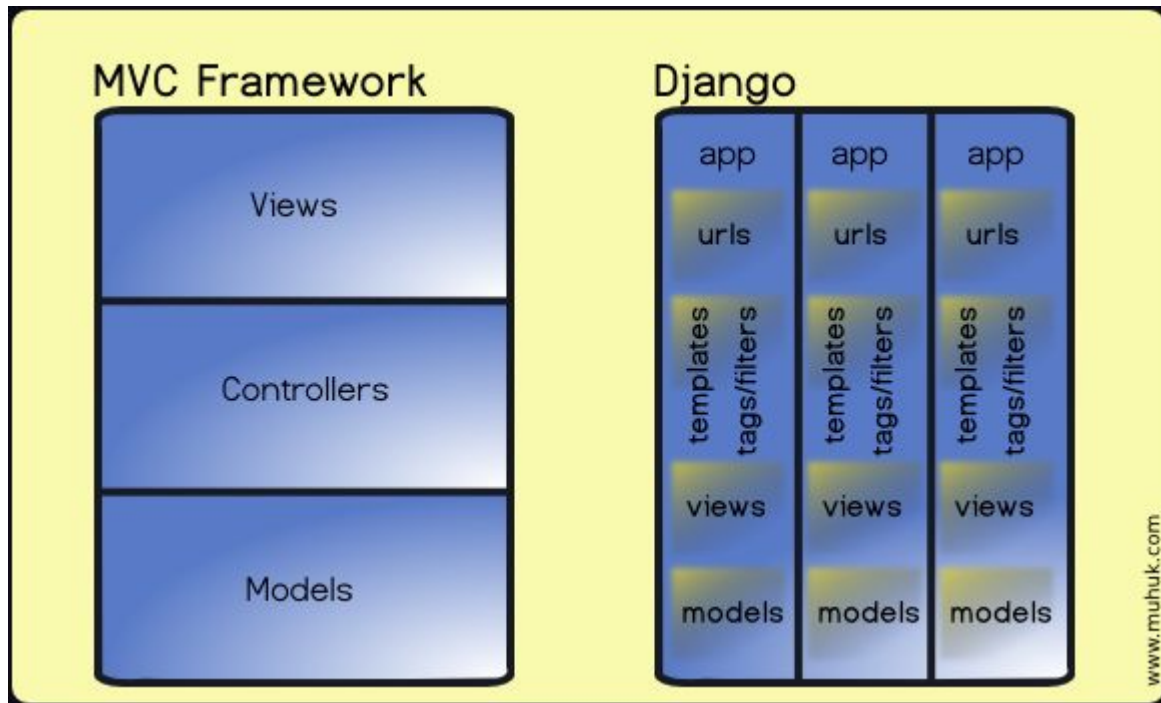 MVC Framework
Views
Controllers
Models
Django
app
urls
templates
tags/filters
views
models
app
urls
templates
tags/filters
views
models
app
urls
templates
tags/filters
views
models
www.muhuk.com